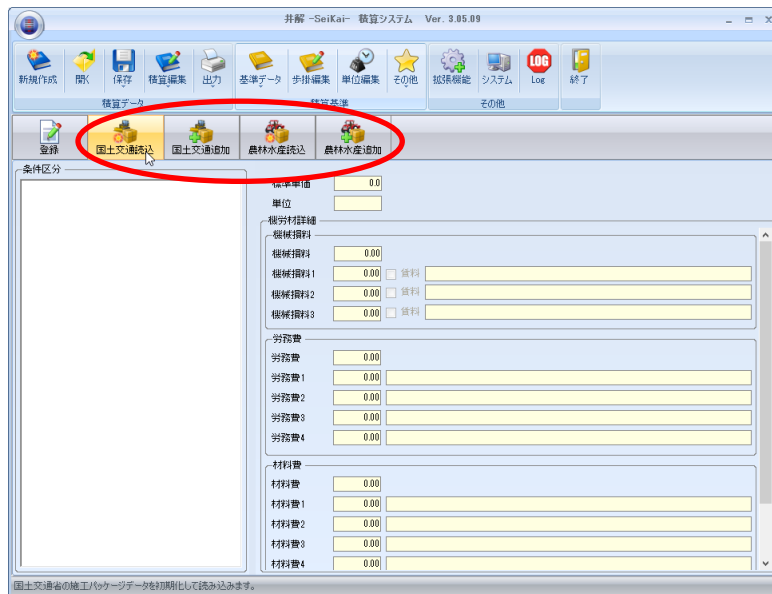 井解 -SeiKai- 積算システム Ver. 3.05.09
新規作成 開く 保存 積算編集 出力 基準データ 歩掛編集 単位編集 その他 拡張機能 システム Log 終了
LOG
積算データ 積算基準 その他
登録 国土交通読込 国土交通追加 農林水産読込 農林水産追加
条件区分
標準単価 0.0
単位
機労材詳細
機械損料
機械損料 0.00
機械損料1 0.00 賃料
機械損料2 0.00 賃料
機械損料3 0.00 賃料
労務費
労務費 0.00
労務費1 0.00
労務費2 0.00
労務費3 0.00
労務費4 0.00
材料費
材料費 0.00
材料費1 0.00
材料費2 0.00
材料費3 0.00
材料費4 0.00
国土交通省の施工パッケージデータを初期化して読み込みます。